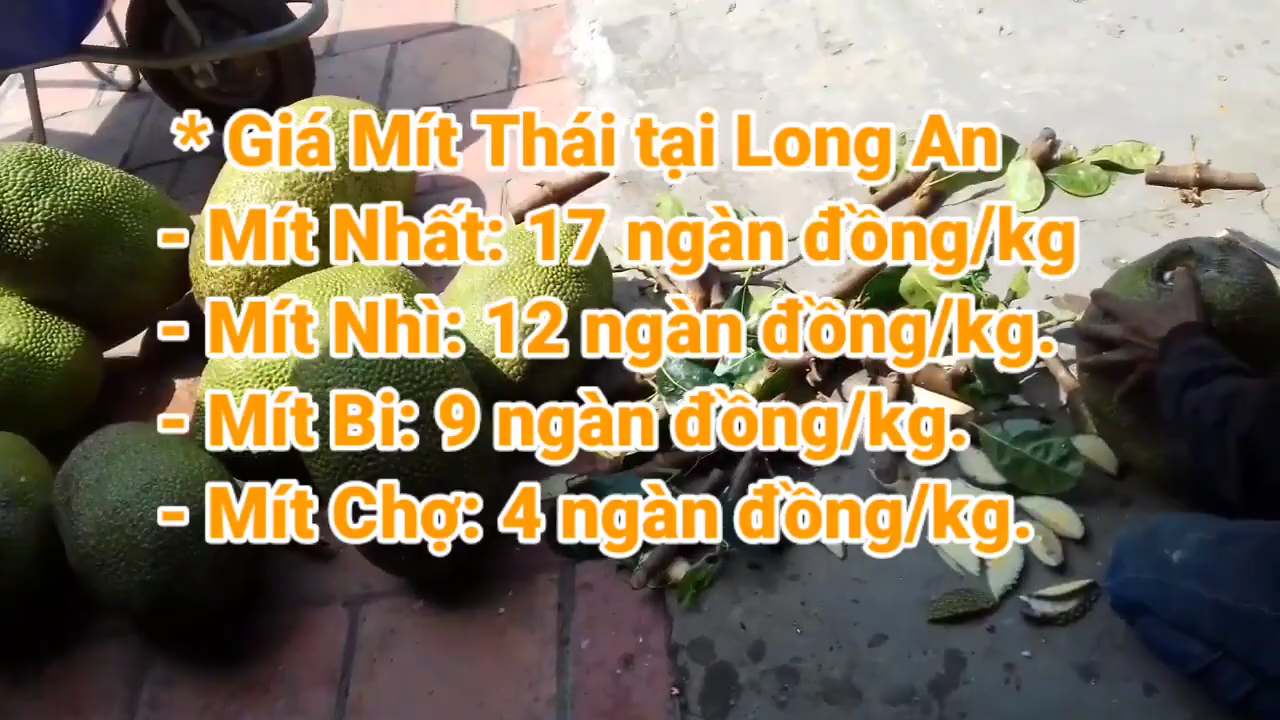 * Giá Mít Thái tại Long An
- Mít Nhất: 17 ngàn đồng/kg
- Mít Nhì: 12 ngàn đồng/kg.
- Mít Bi: 9 ngàn đồng/kg.
- Mít Chợ: 4 ngàn đồng/kg.